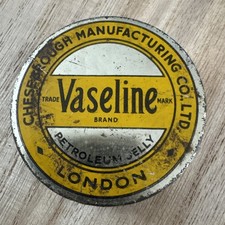 CHESEBROUGH MANUFACTURING CO., LTD.
TRADE MARK
Vaseline
BRAND
PETROLEUM JELLY
LONDON